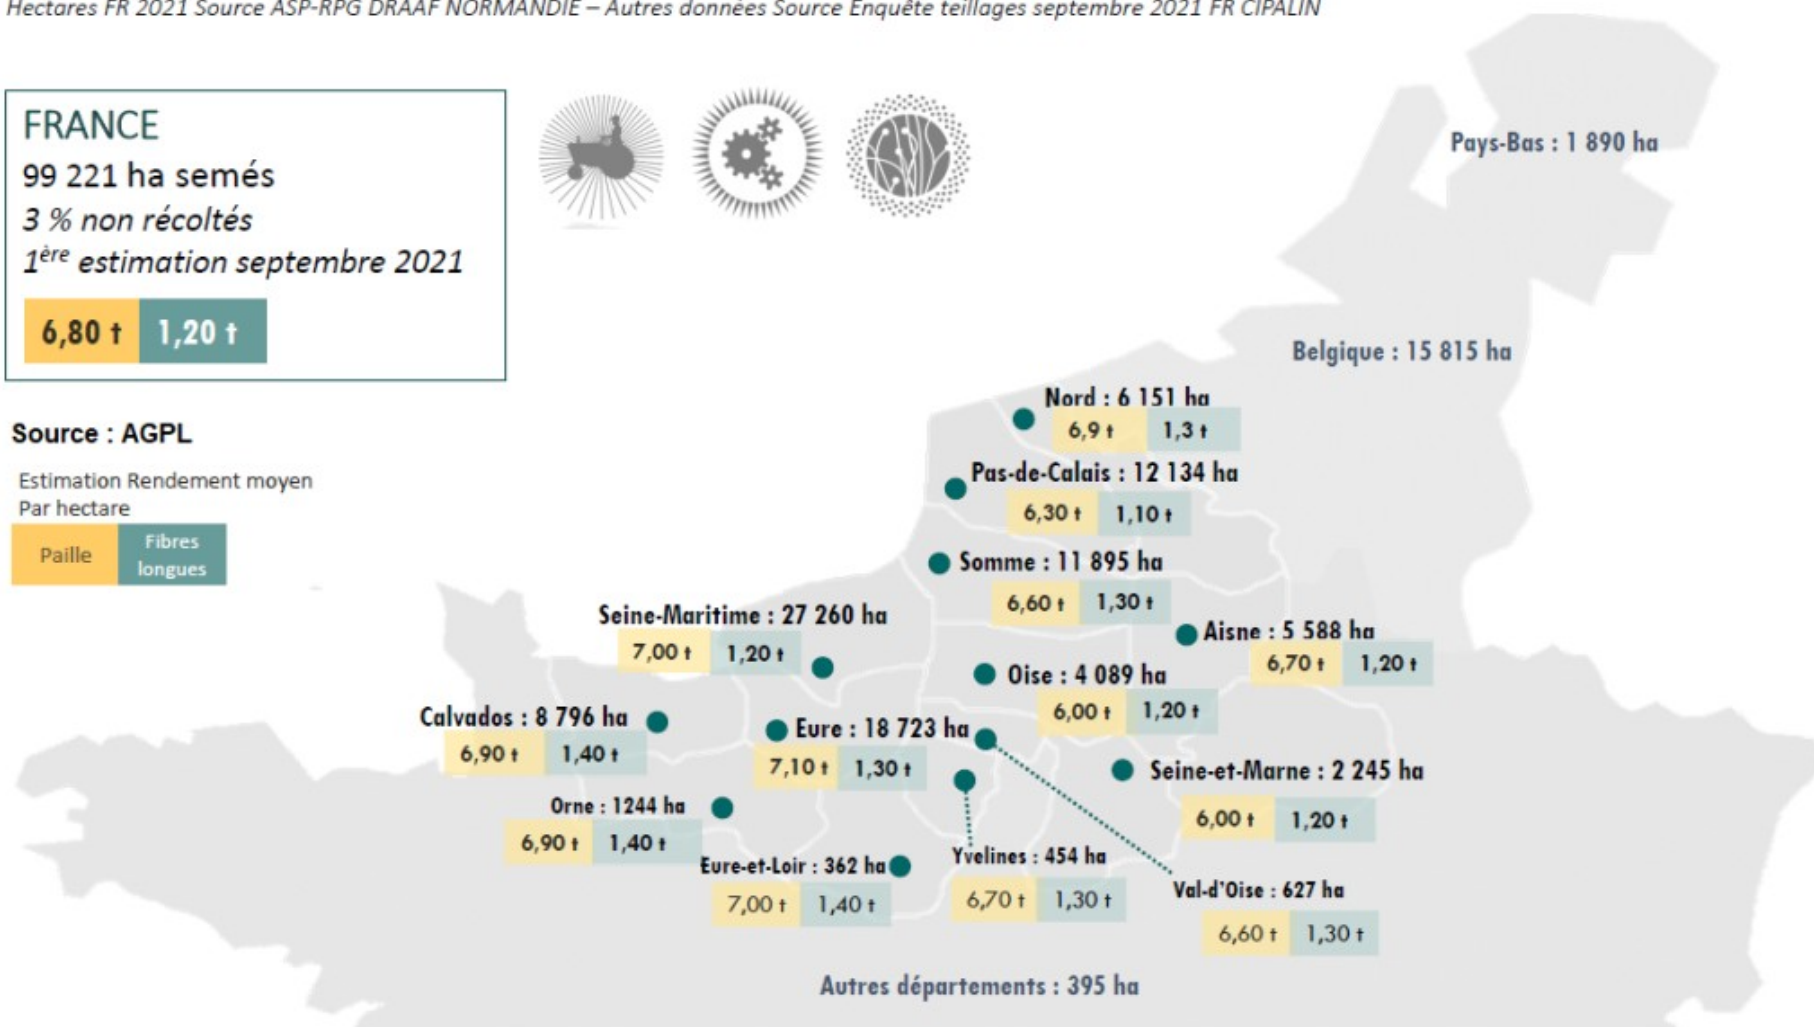 Hectares FR 2021 Source ASP-RPG DRAAF NORMANDIE – Autres données Source Enquête teillages septembre 2021 FR CIPALIN
FRANCE
99 221 ha semés
3 % non récoltés
1ère estimation septembre 2021
6,80 t 1,20 t
Source : AGPL
Estimation Rendement moyen
Par hectare
Paille
Fibres
longues
Pays-Bas : 1 890 ha
Belgique : 15 815 ha
Nord : 6 151 ha
6,9 t 1,3 t
Pas-de-Calais : 12 134 ha
6,30 t 1,10 t
Somme : 11 895 ha
6,60 t 1,30 t
Seine-Maritime : 27 260 ha
7,00 t 1,20 t
Aisne : 5 588 ha
6,70 t 1,20 t
Oise : 4 089 ha
6,00 t 1,20 t
Calvados : 8 796 ha
6,90 t 1,40 t
Eure : 18 723 ha
7,10 t 1,30 t
Seine-et-Marne : 2 245 ha
6,00 t 1,20 t
Orne : 1244 ha
6,90 t 1,40 t
Eure-et-Loir : 362 ha
7,00 t 1,40 t
Yvelines : 454 ha
6,70 t 1,30 t
Val-d'Oise : 627 ha
6,60 t 1,30 t
Autres départements : 395 ha